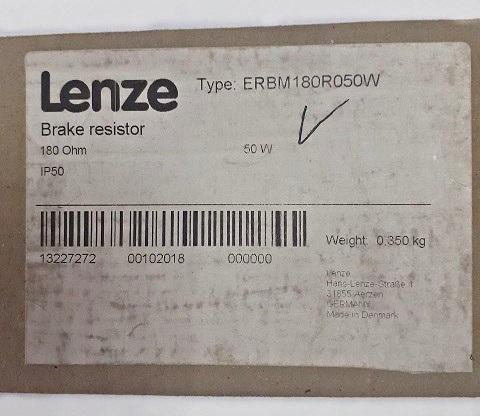 Lenze
Type: ERBM180R050W
Brake resistor
180 Ohm 50 W
IP50
13227272 00102018 000000
Weight: 0.350 kg
Lenze
Hans-Lenze-Straße 1
31855 Aerzen
GERMANY
Made in Denmark